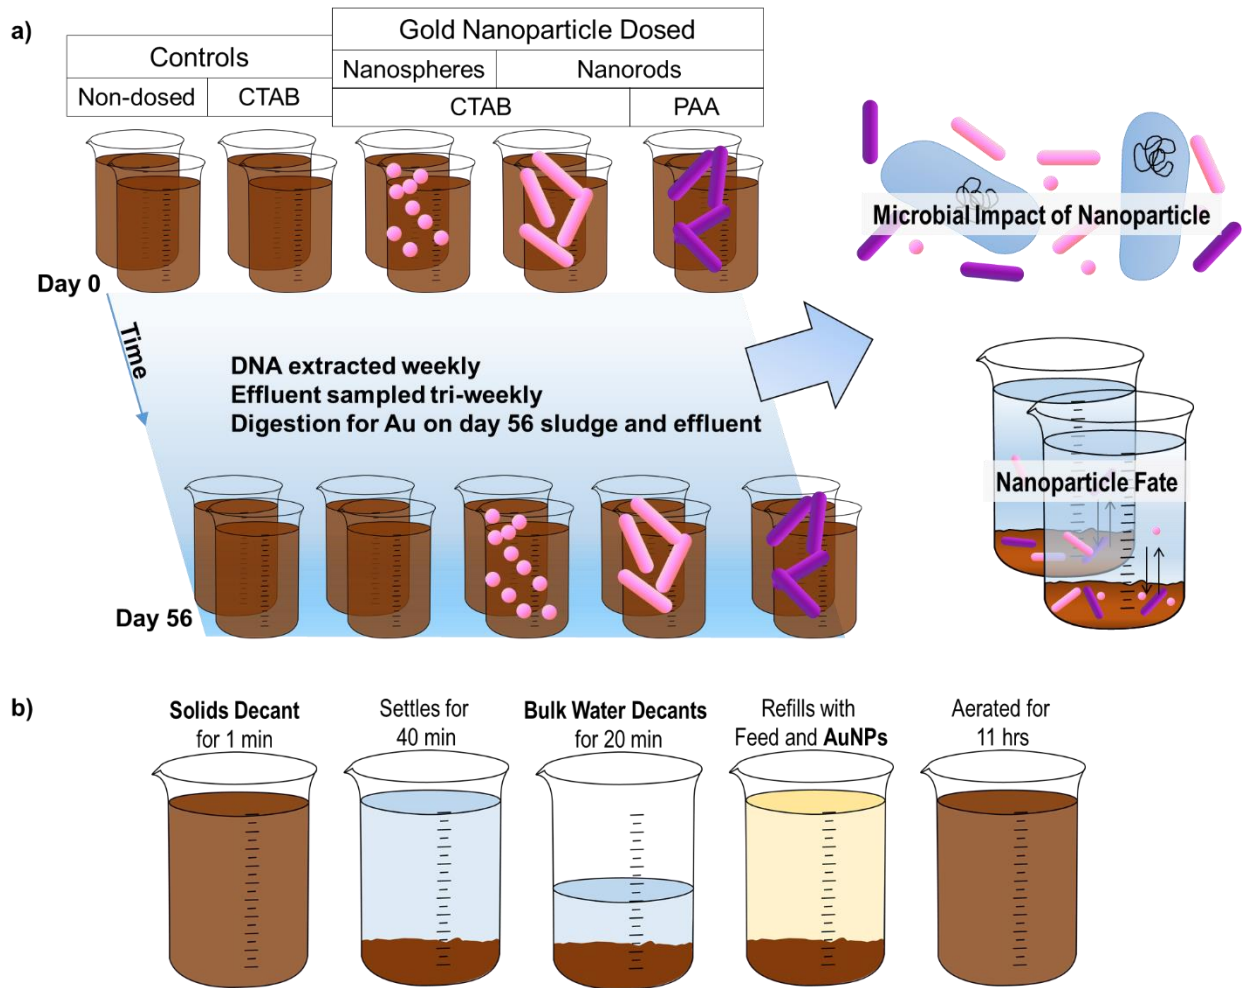 a)
Controls
Gold Nanoparticle Dosed
Nanospheres
Nanorods
Non-dosed
CTAB
CTAB
PAA
Day 0
Time
DNA extracted weekly
Effluent sampled tri-weekly
Digestion for Au on day 56 sludge and effluent
Day 56
Microbial Impact of Nanoparticle
Nanoparticle Fate
b)
Solids Decant
for 1 min
Settles for
40 min
Bulk Water Decants
for 20 min
Refills with
Feed and AuNPs
Aerated for
11 hrs